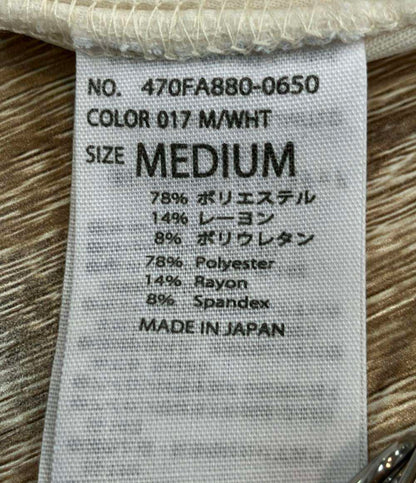 NO. 470FA880-0650
COLOR 017 M/WHT
SIZE MEDIUM
78% ポリエステル
14% レーヨン
8% ポリウレタン
78% Polyester
14% Rayon
8% Spandex
MADE IN JAPAN